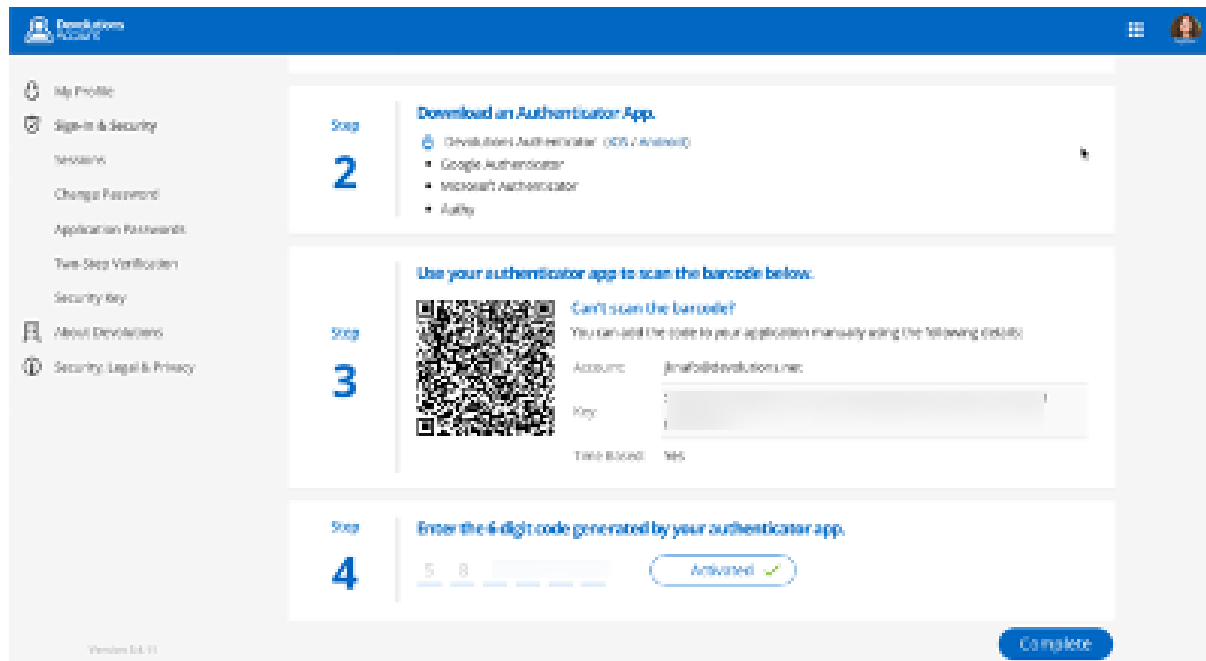 Devolutions
Account
My Profile
Sign-in & Security
Sessions
Change Password
Application Passwords
Two-Step Verification
Security Key
About Devolutions
Security, Legal & Privacy
Step
2
Download an Authenticator App.
Devolutions Authenticator (iOS / Android)
Google Authenticator
Microsoft Authenticator
Authy
Step
3
Use your authenticator app to scan the barcode below.
Can't scan the barcode?
You can add the code to your application manually using the following details:
Account: @devolutions.net
Key:
Time Based: Yes
Step
4
Enter the 6-digit code generated by your authenticator app.
5 8
Activated
Complete
Version